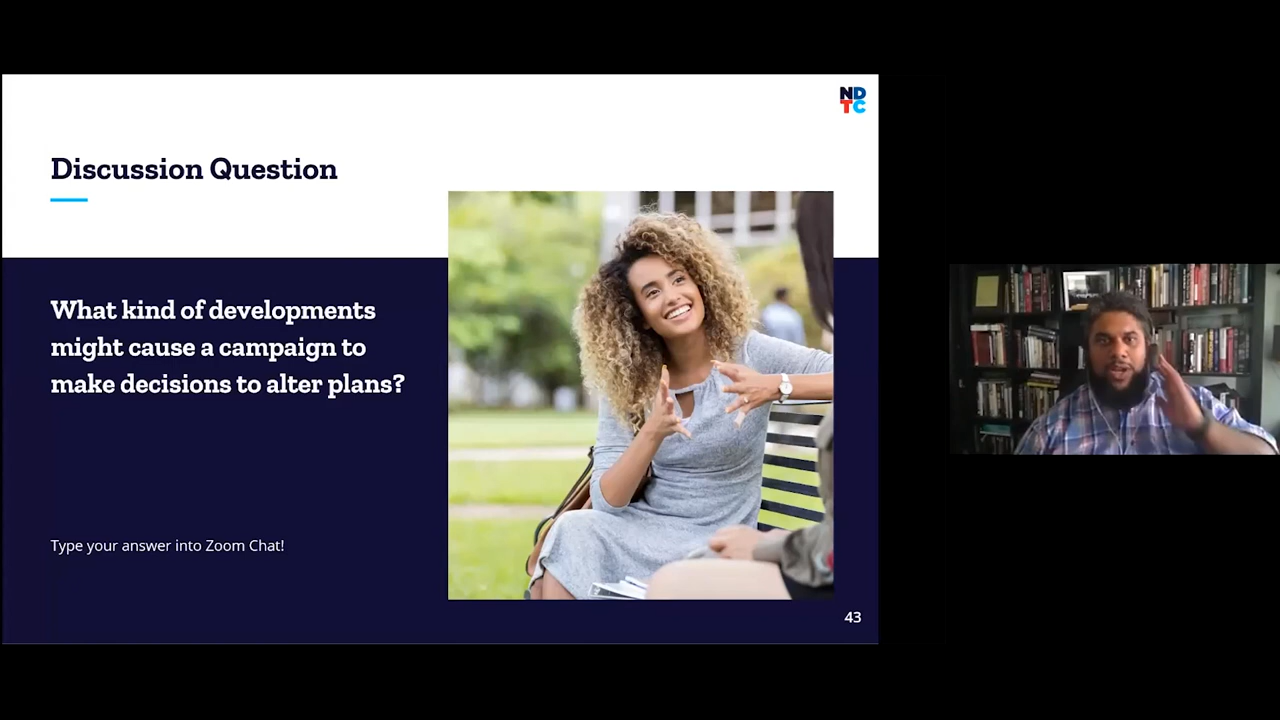 ND
TC
Discussion Question
What kind of developments
might cause a campaign to
make decisions to alter plans?
Type your answer into Zoom Chat!
43